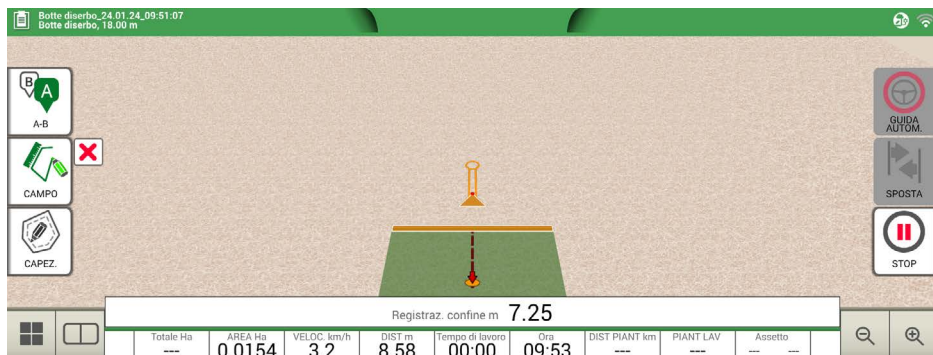 Botte diserbo_24.01.24_09:51:07
Botte diserbo, 18.00 m
B
A
A-B
CAMPO
CAPEZ.
GUIDA
AUTOM.
SPOSTA
STOP
Registraz. confine m 7.25
Totale Ha AREA Ha VELOC. km/h DIST m Tempo di lavoro Ora DIST PIANT km PIANT LAV Assetto
--- 0.0154 3.2 8.58 00:00 09:53 --- --- --- ---